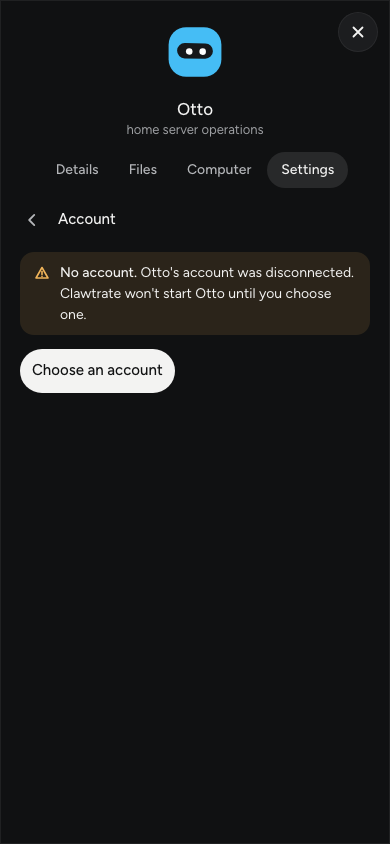 Otto
home server operations
Details Files Computer Settings
Account
No account. Otto's account was disconnected.
Clawtrate won't start Otto until you choose
one.
Choose an account